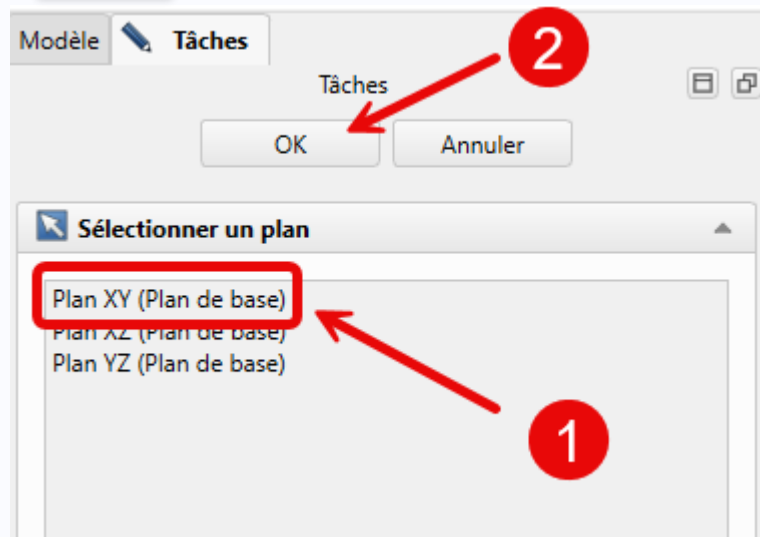 Modèle Tâches
2
Tâches
OK Annuler
Sélectionner un plan
Plan XY (Plan de base)
Plan XZ (Plan de base)
Plan YZ (Plan de base)
1